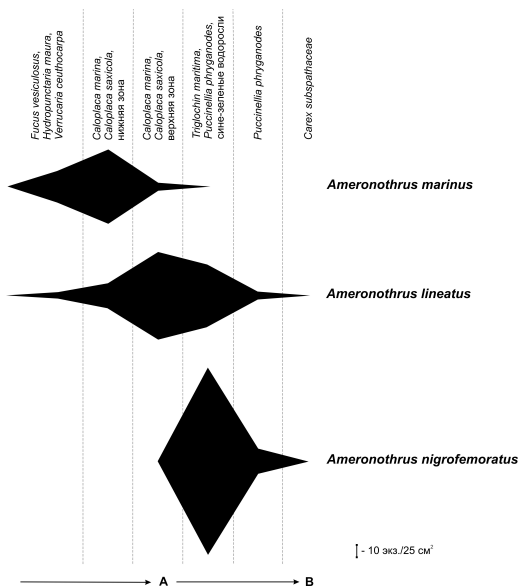 Fucus vesiculosus,
Hydropunctaria maura,
Verrucaria ceuthocarpa
Caloplaca marina,
Caloplaca saxicola,
нижняя зона
Caloplaca marina,
Caloplaca saxicola,
верхняя зона
Triglochin maritima,
Puccinellia phryganodes,
сине-зеленые водоросли
Puccinellia phryganodes
Carex subspathaceae
Ameronothrus marinus
Ameronothrus lineatus
Ameronothrus nigrofemoratus
- 10 экз./25 см²
A B